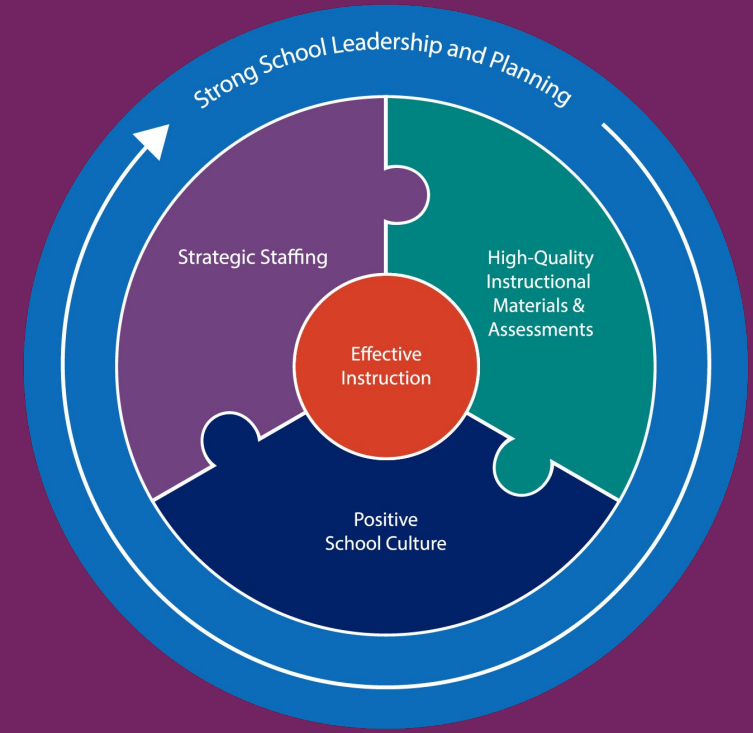 Strong School Leadership and Planning
Strategic Staffing
High-Quality
Instructional
Materials &
Assessments
Effective
Instruction
Positive
School Culture